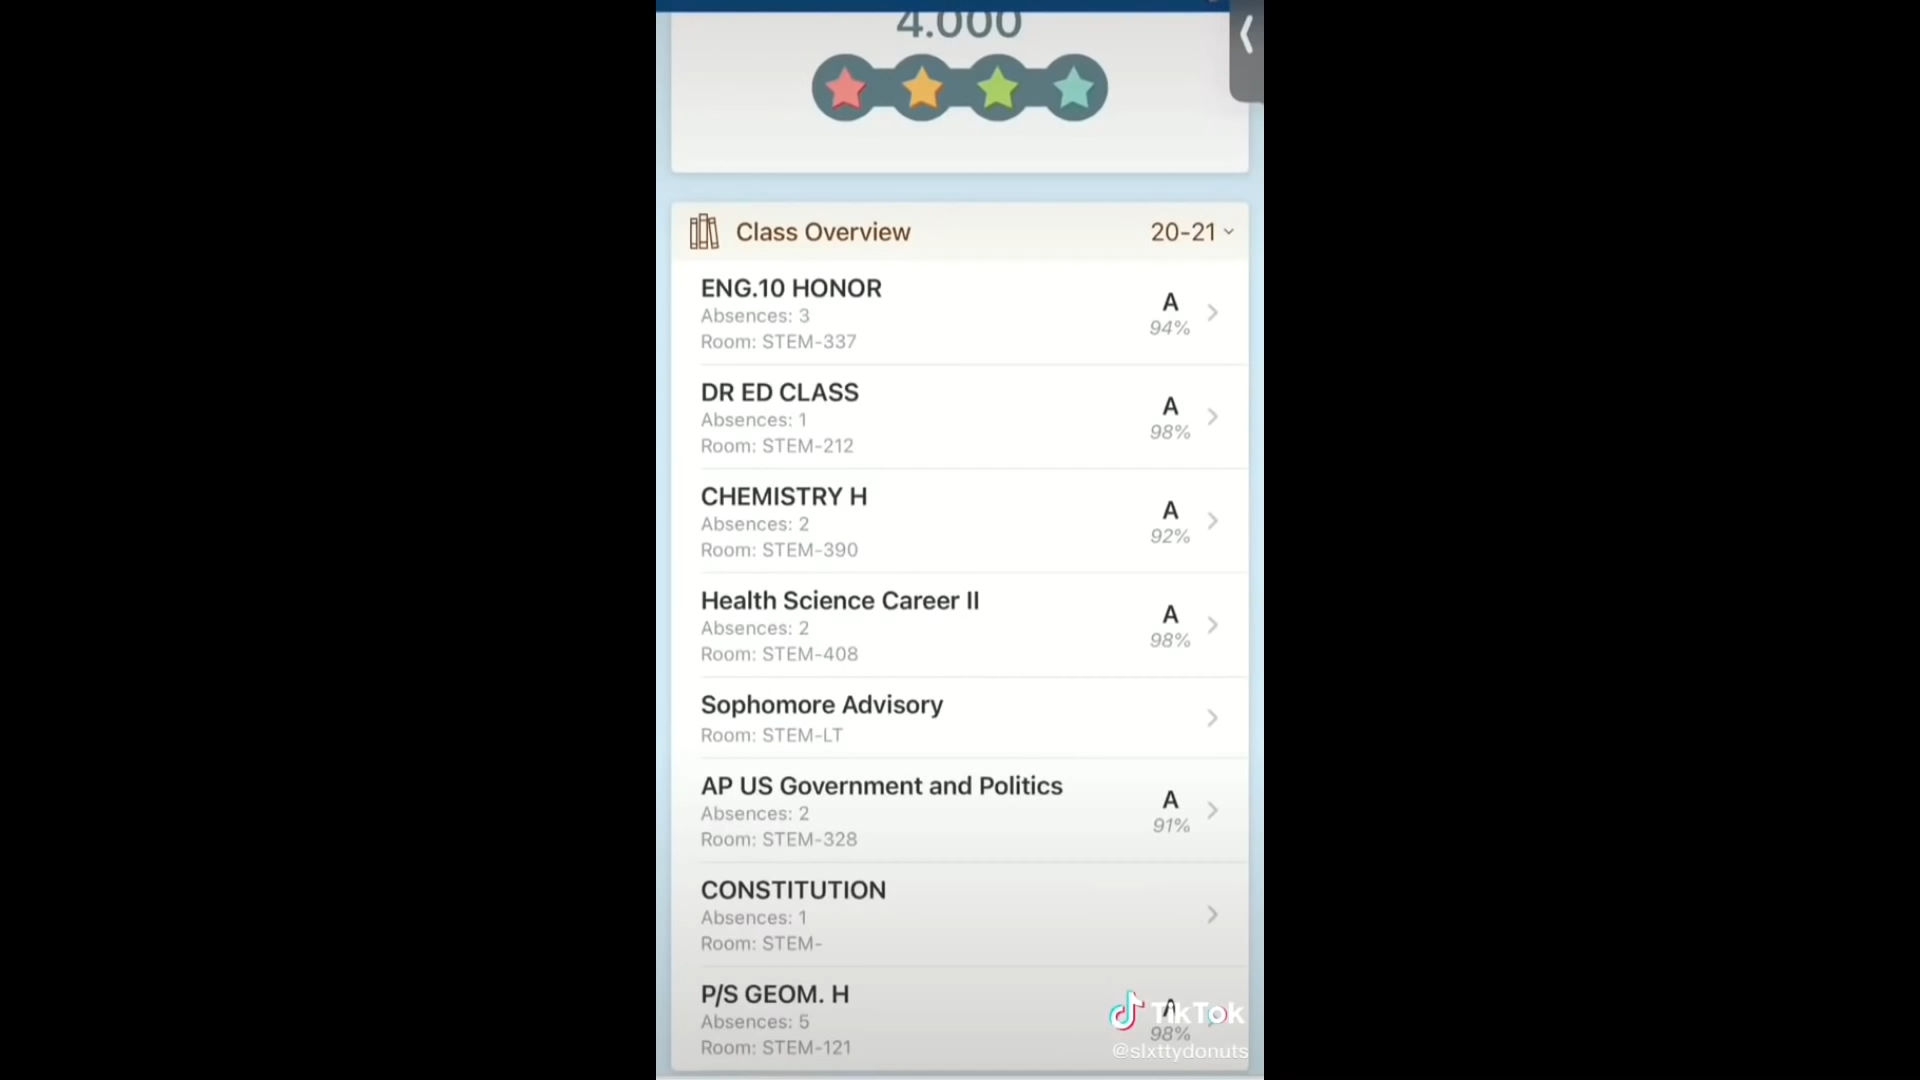 4.000
Class Overview 20-21
ENG.10 HONOR
Absences: 3
Room: STEM-337
A
94%
DR ED CLASS
Absences: 1
Room: STEM-212
A
98%
CHEMISTRY H
Absences: 2
Room: STEM-390
A
92%
Health Science Career II
Absences: 2
Room: STEM-408
A
98%
Sophomore Advisory
Room: STEM-LT
AP US Government and Politics
Absences: 2
Room: STEM-328
A
91%
CONSTITUTION
Absences: 1
Room: STEM-
P/S GEOM. H
Absences: 5
Room: STEM-121
A
98%
TikTok
@slxttydonuts